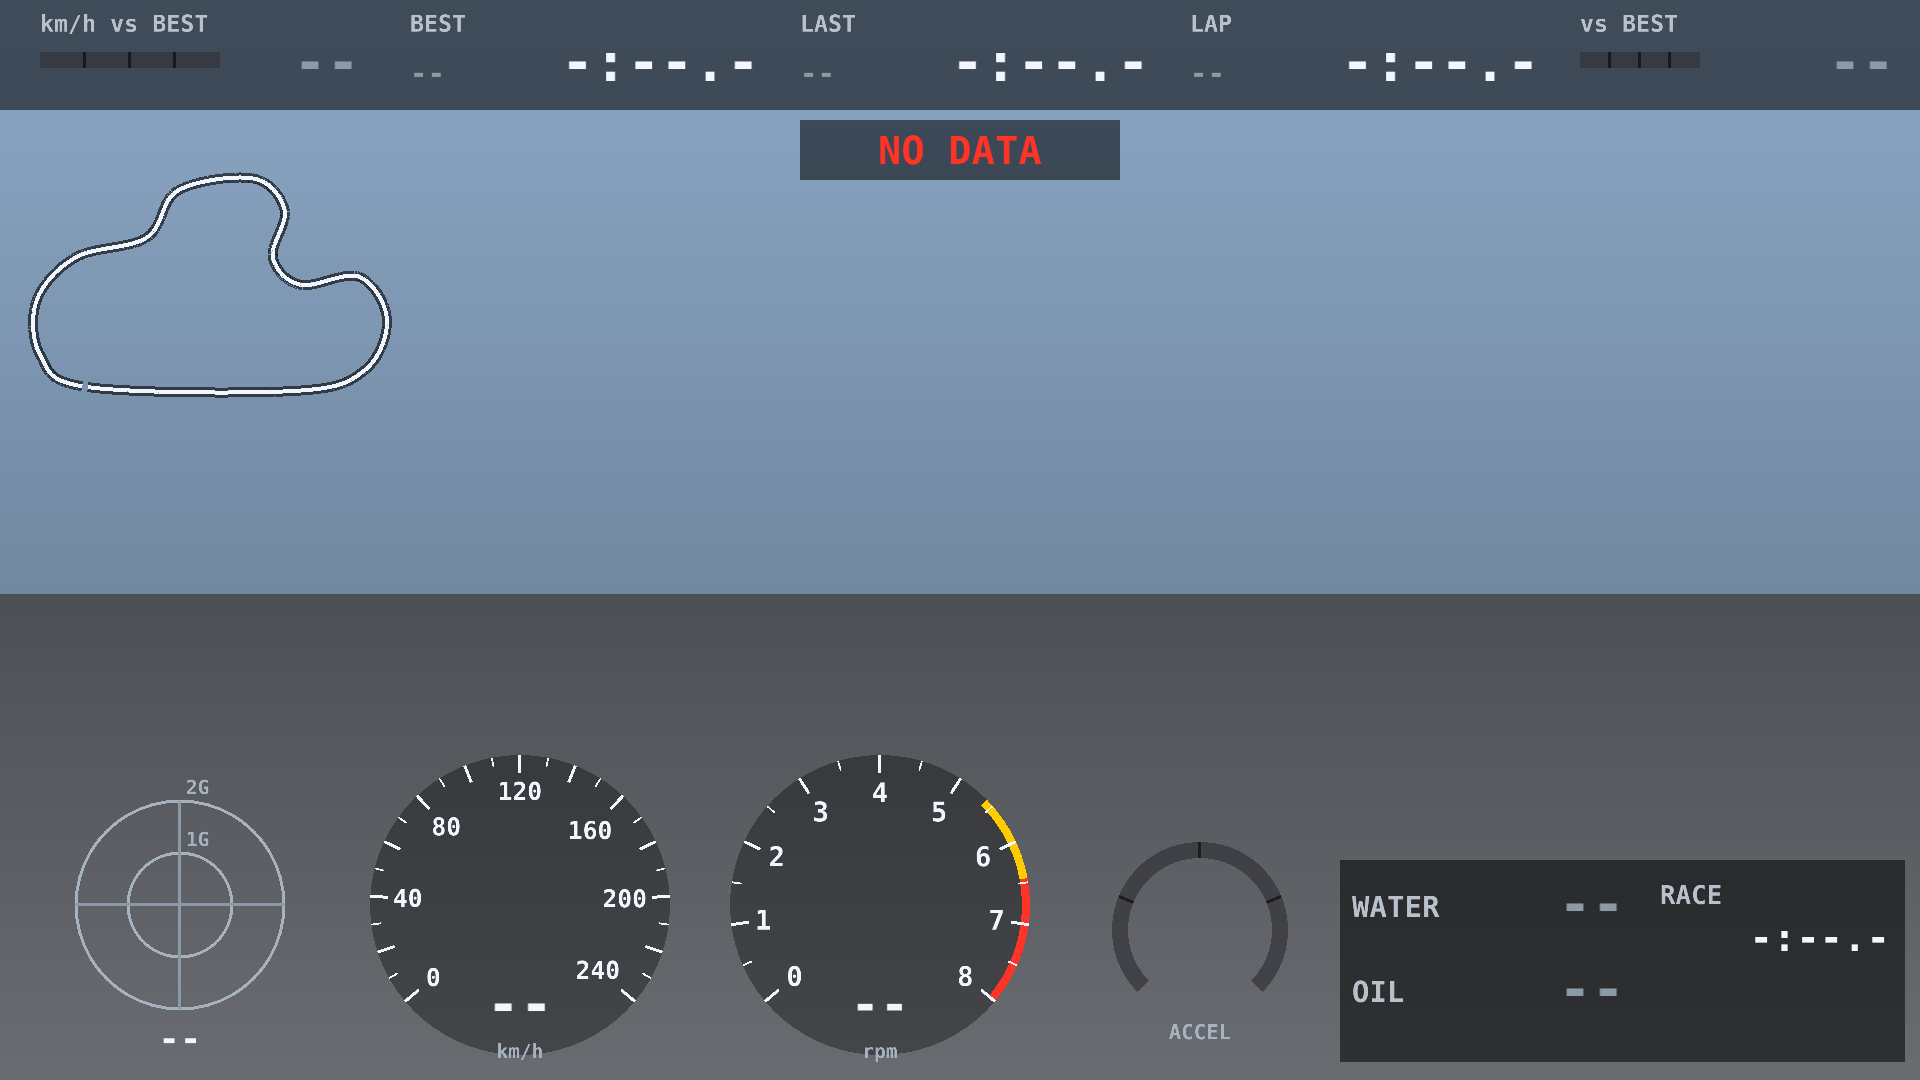 km/h vs BEST
--
BEST
--
-:--.-
LAST
--
-:--.-
LAP
--
-:--.-
vs BEST
--
NO DATA
2G
1G
--
0
40
80
120
160
200
240
--
km/h
0
1
2
3
4
5
6
7
8
--
rpm
ACCEL
WATER --
OIL --
RACE
-:--.-